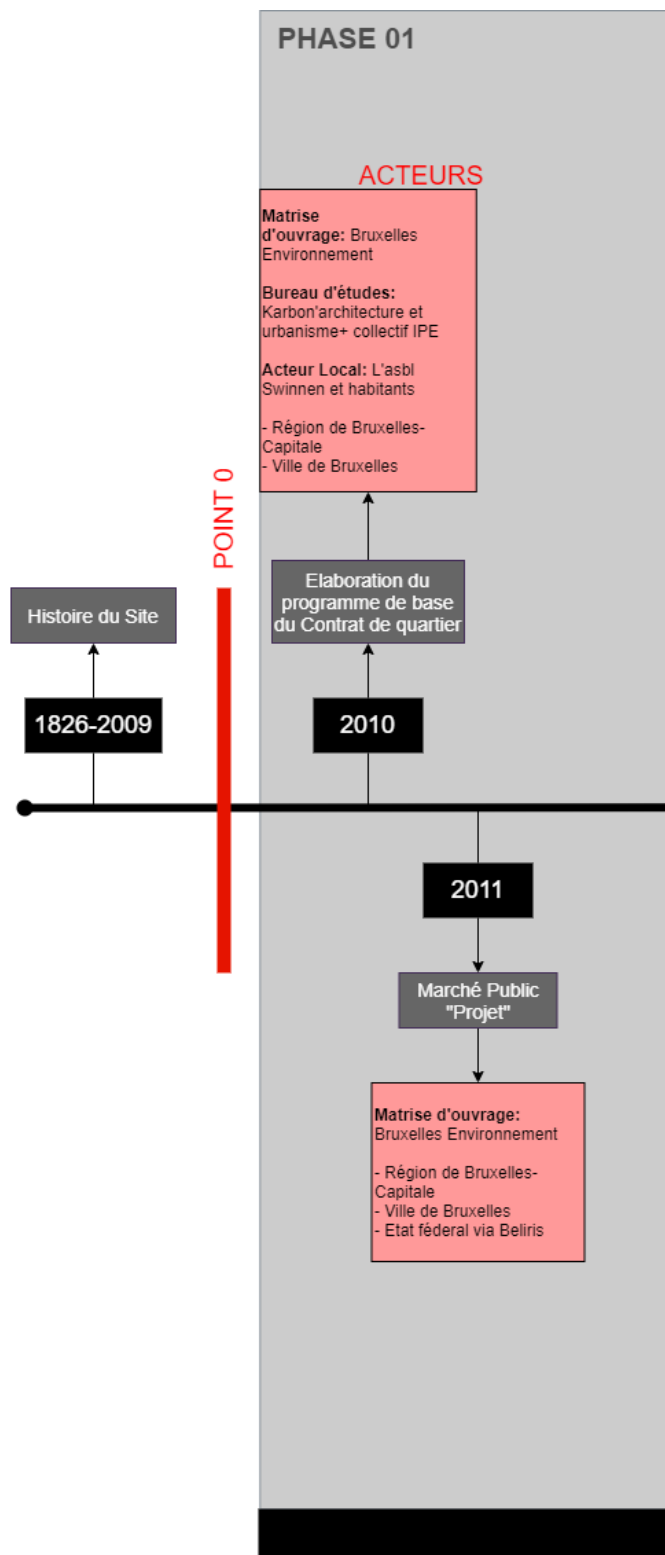 PHASE 01
ACTEURS
Matrise
d'ouvrage: Bruxelles
Environnement
Bureau d'études:
Karbon'architecture et
urbanisme+ collectif IPE
Acteur Local: L'asbl
Swinnen et habitants
- Région de Bruxelles-
Capitale
- Ville de Bruxelles
POINT 0
Histoire du Site
Elaboration du
programme de base
du Contrat de quartier
1826-2009
2010
2011
Marché Public
"Projet"
Matrise d'ouvrage:
Bruxelles Environnement
- Région de Bruxelles-
Capitale
- Ville de Bruxelles
- Etat féderal via Beliris